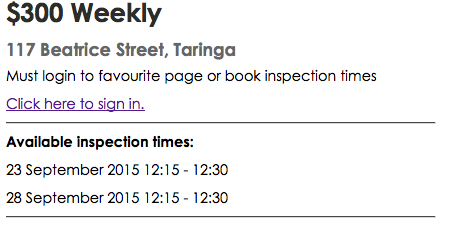 $300 Weekly
117 Beatrice Street, Taringa
Must login to favourite page or book inspection times
Click here to sign in.
Available inspection times:
23 September 2015 12:15 - 12:30
28 September 2015 12:15 - 12:30